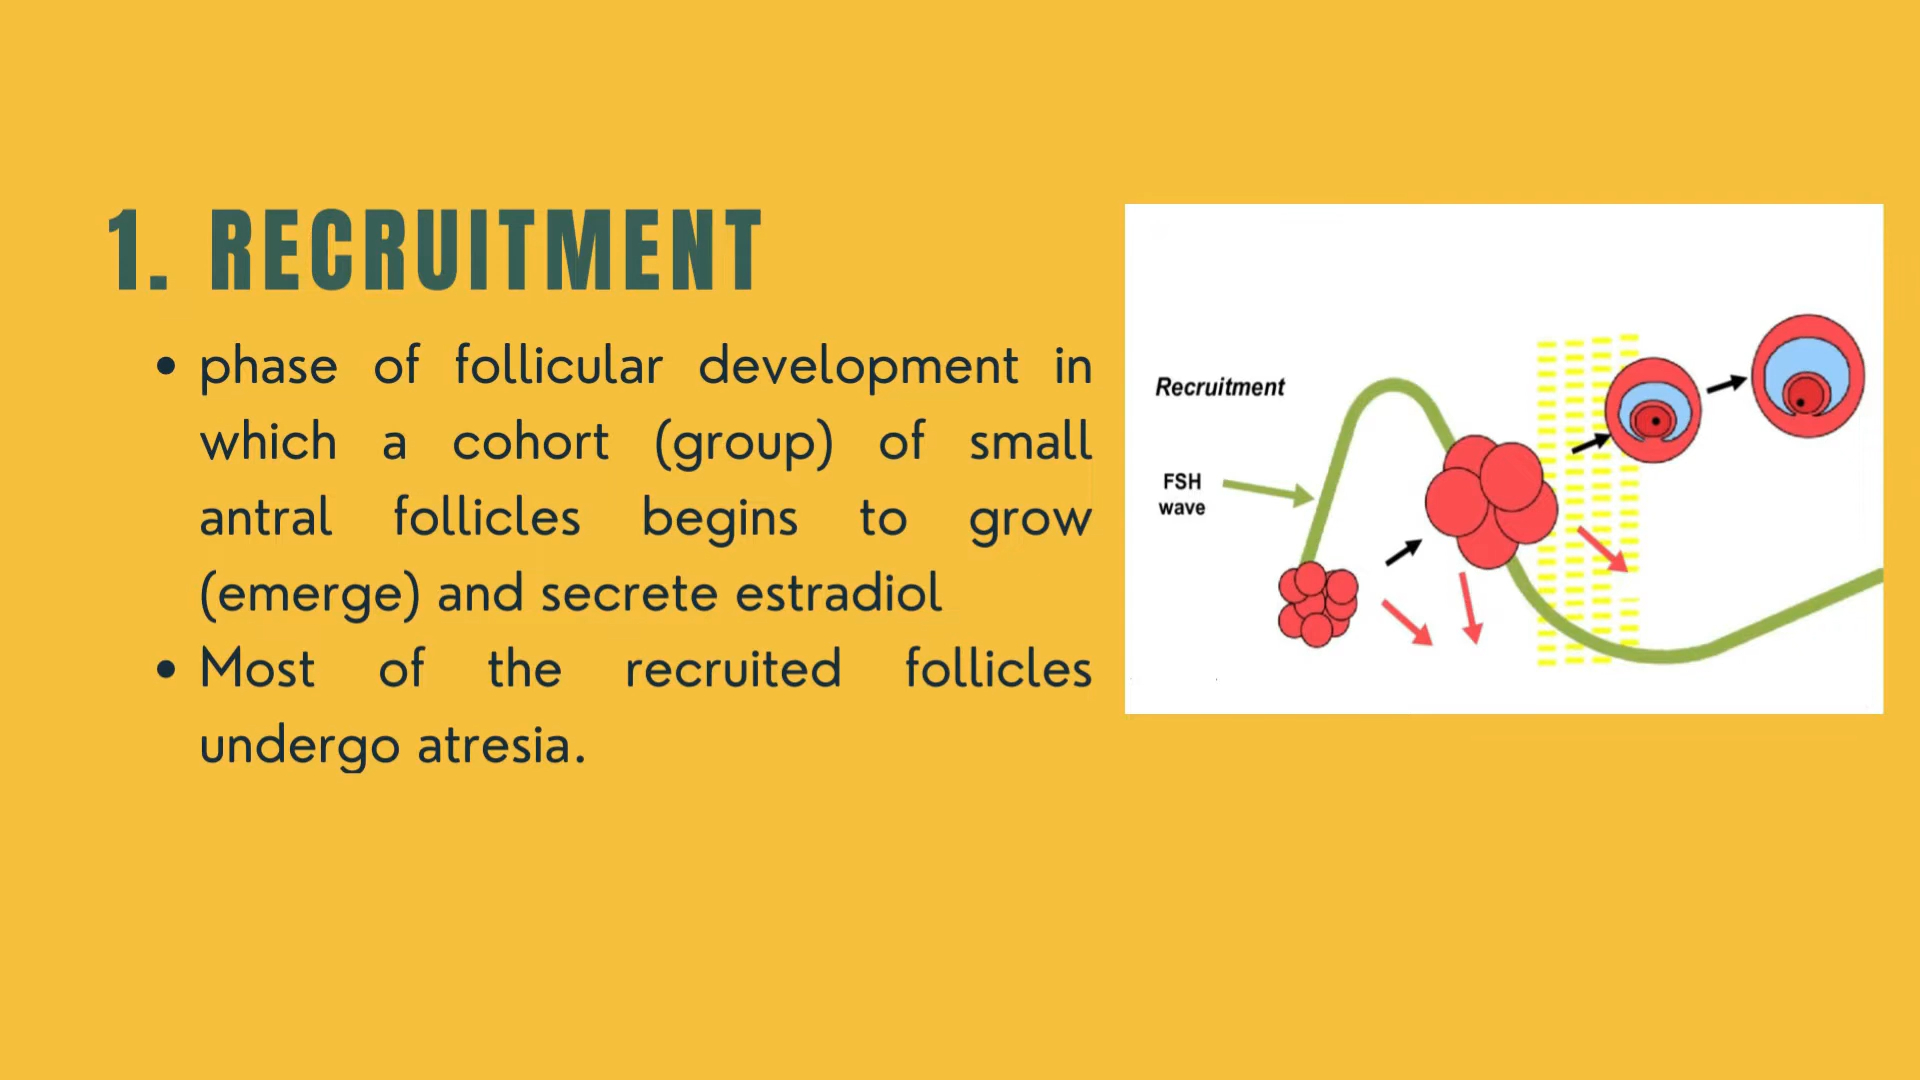 1. RECRUITMENT
• phase of follicular development in
which a cohort (group) of small
antral follicles begins to grow
(emerge) and secrete estradiol
• Most of the recruited follicles
undergo atresia.
Recruitment
FSH
wave